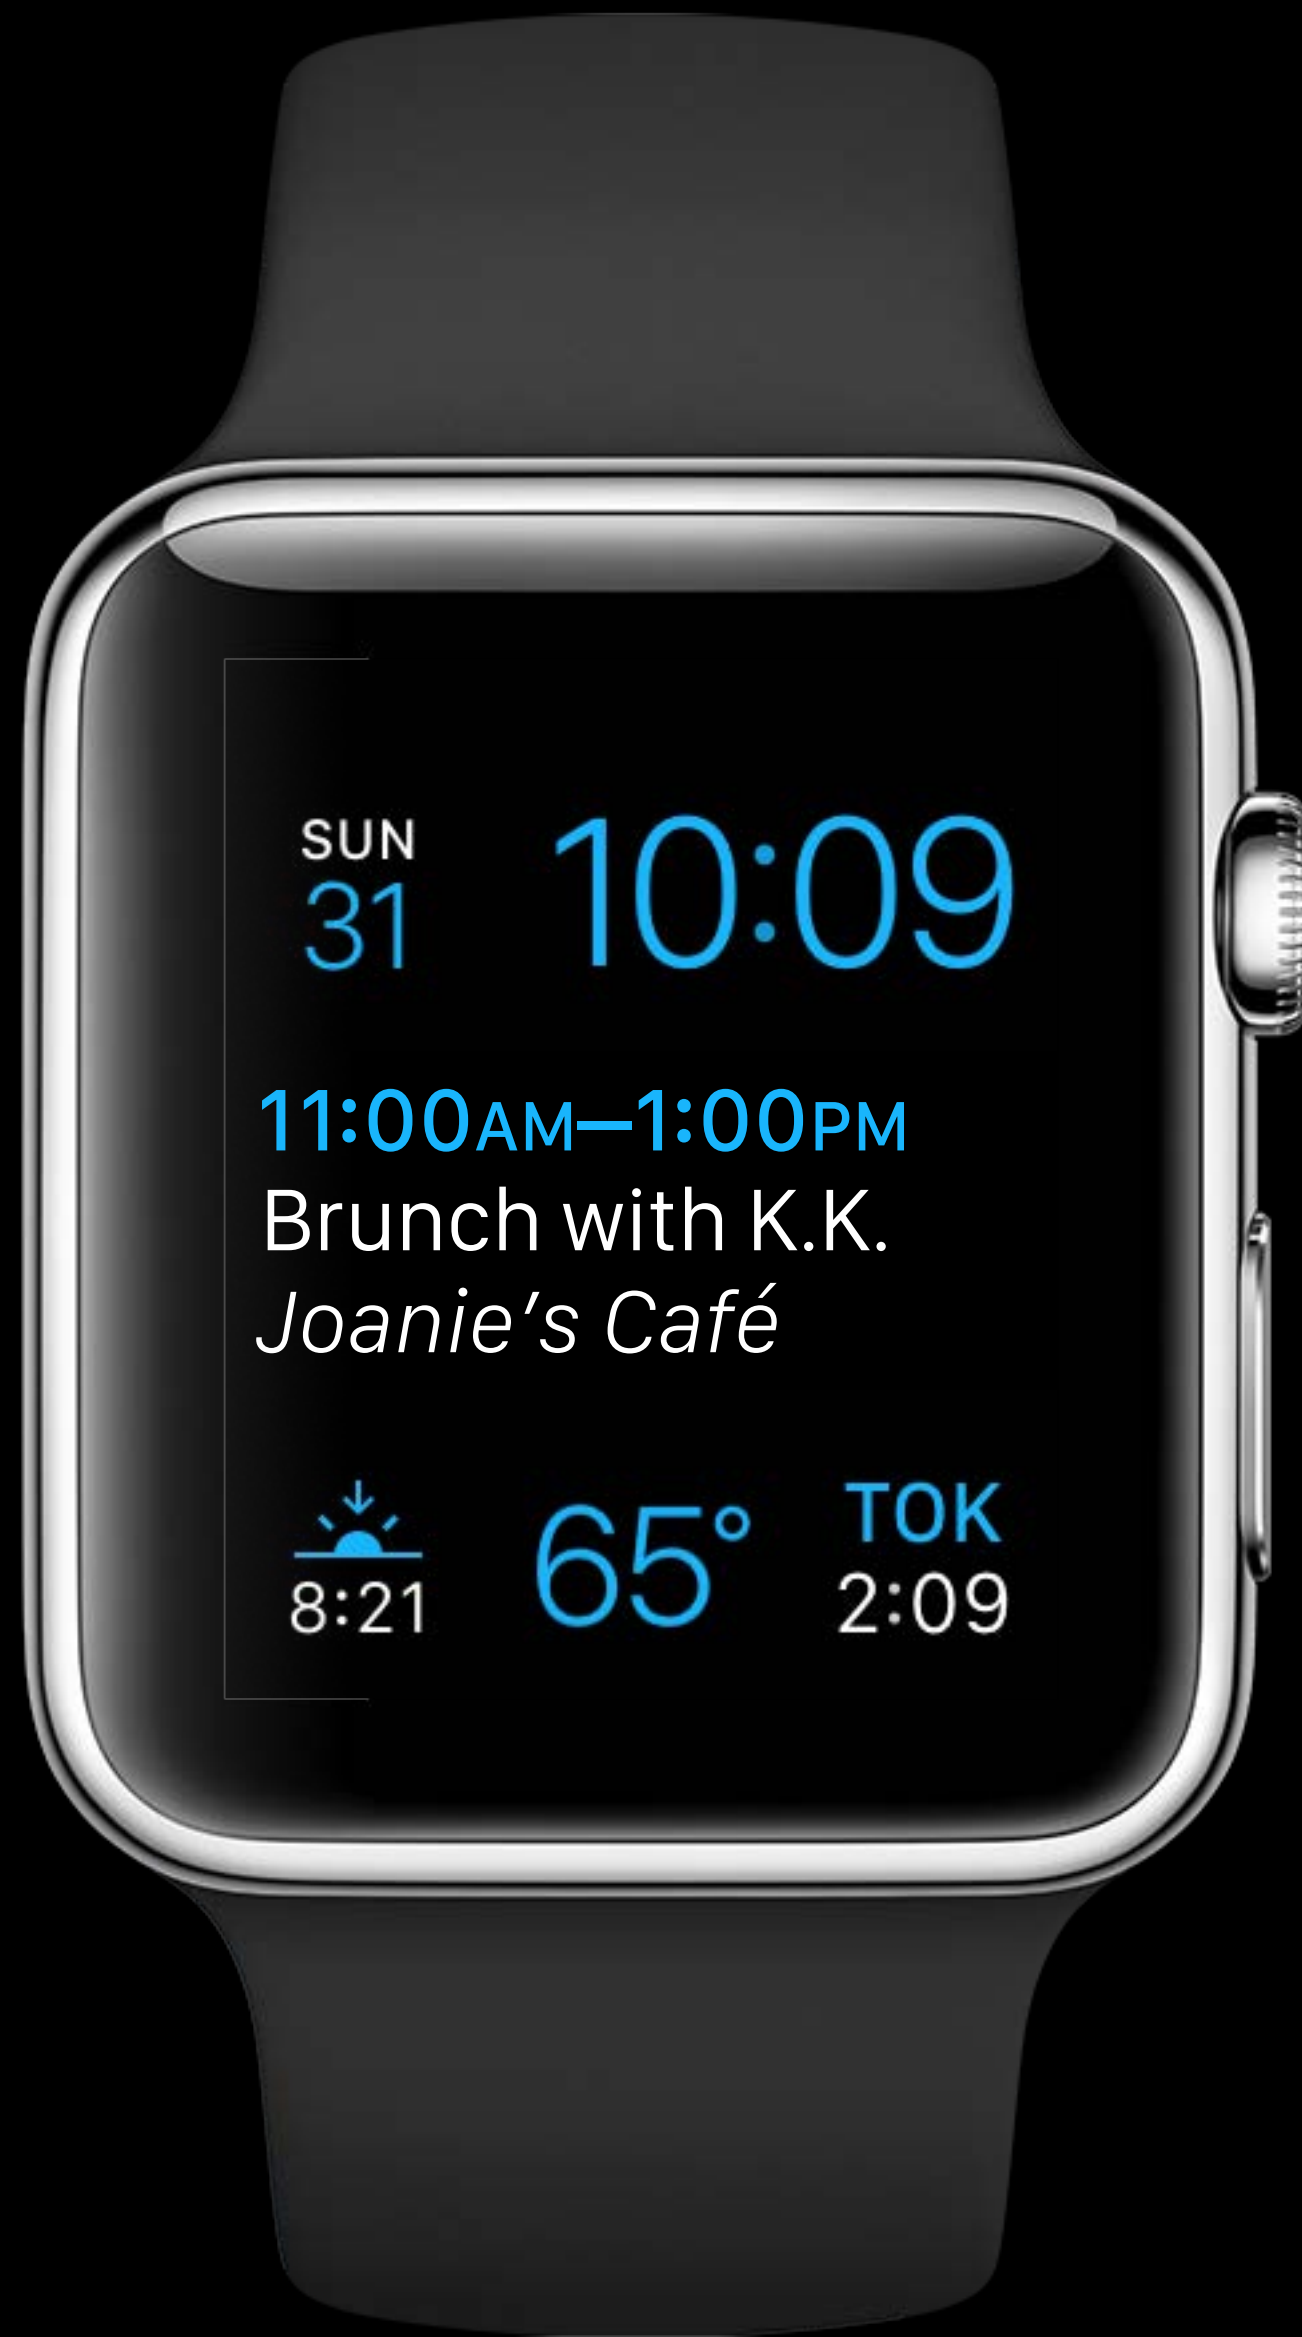 SUN
31
10:09
11:00AM–1:00PM
Brunch with K.K.
Joanie’s Café
8:21
65°
TOK
2:09